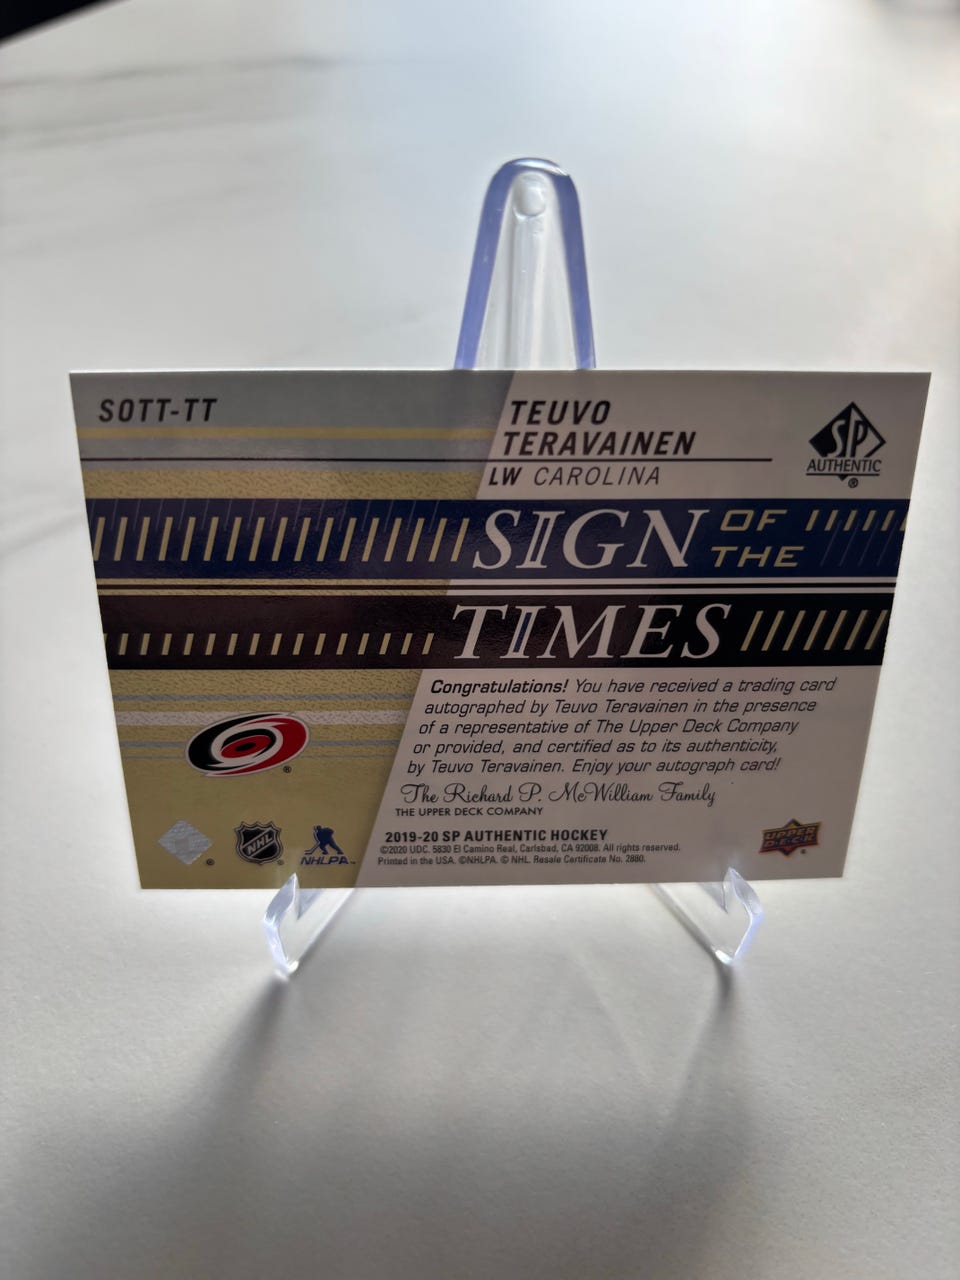 SOTT-TT
TEUVO
TERAVAINEN
LW CAROLINA
SP
AUTHENTIC
®
SIGN OF THE
TIMES
Congratulations! You have received a trading card
autographed by Teuvo Teravainen in the presence
of a representative of The Upper Deck Company
or provided, and certified as to its authenticity,
by Teuvo Teravainen. Enjoy your autograph card!
The Richard P. McWilliam Family
THE UPPER DECK COMPANY
2019-20 SP AUTHENTIC HOCKEY
©2020 UDC. 5830 El Camino Real, Carlsbad, CA 92008. All rights reserved.
Printed in the USA. ©NHLPA. © NHL. Resale Certificate No. 2880.
®
NHL
NHLPA
UPPER
DECK